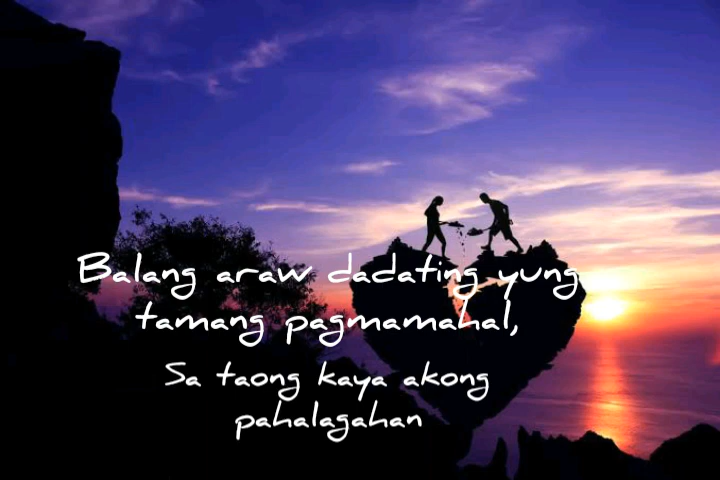 Balang araw dadating yung
tamang pagmamahal,
Sa taong kaya akong
pahalagahan